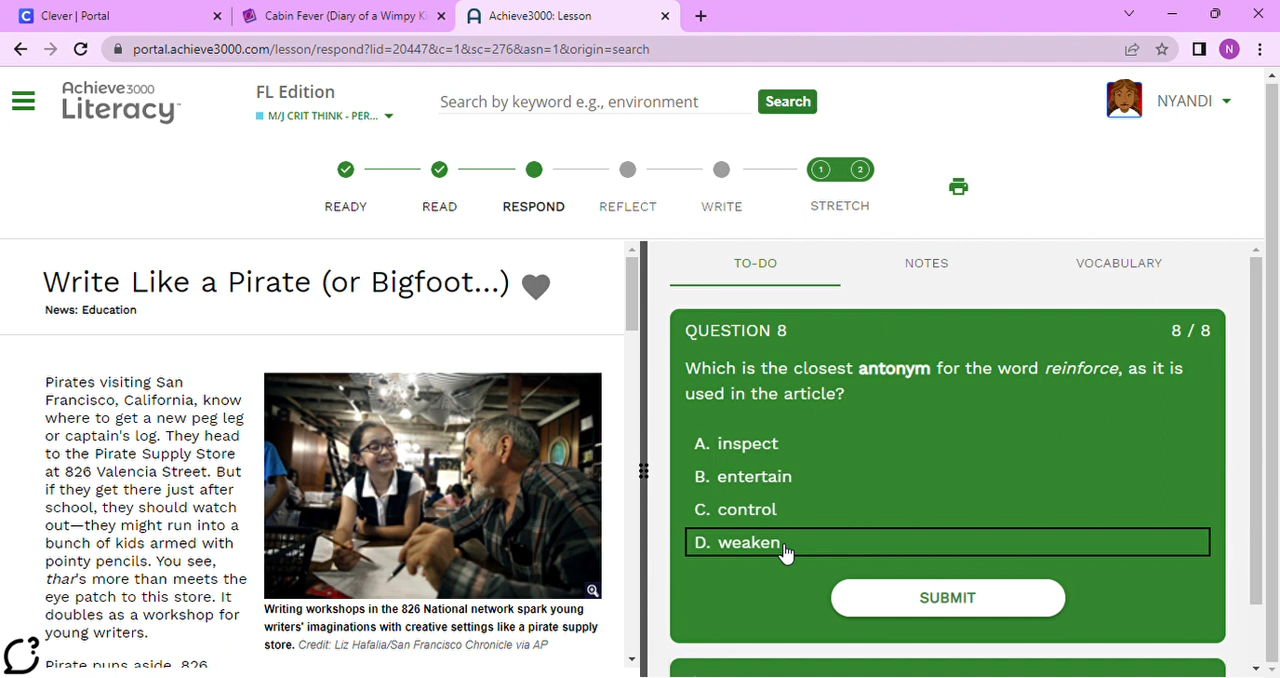 Clever | Portal
Cabin Fever (Diary of a Wimpy Ki
Achieve3000: Lesson
portal.achieve3000.com/lesson/respond?lid=20447&c=1&sc=276&asn=1&origin=search
N
Achieve3000
Literacy
FL Edition
M/J CRIT THINK - PER...
Search by keyword e.g., environment
Search
NYANDI
1 2
READY
READ
RESPOND
REFLECT
WRITE
STRETCH
Write Like a Pirate (or Bigfoot...)
News: Education
Pirates visiting San
Francisco, California, know
where to get a new peg leg
or captain's log. They head
to the Pirate Supply Store
at 826 Valencia Street. But
if they get there just after
school, they should watch
out—they might run into a
bunch of kids armed with
pointy pencils. You see,
thar's more than meets the
eye patch to this store. It
doubles as a workshop for
young writers.
Pirate puns aside, 826
Writing workshops in the 826 National network spark young
writers' imaginations with creative settings like a pirate supply
store. Credit: Liz Hafalia/San Francisco Chronicle via AP
TO-DO
NOTES
VOCABULARY
QUESTION 8
8 / 8
Which is the closest antonym for the word reinforce, as it is
used in the article?
A. inspect
B. entertain
C. control
D. weaken
SUBMIT